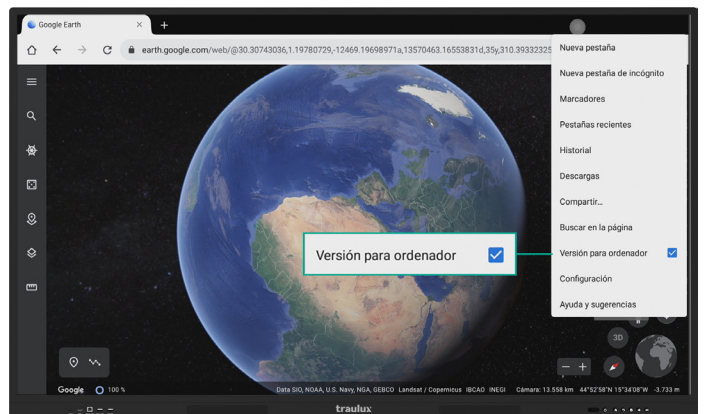 Google Earth
earth.google.com/web/@30.30743036,1.19780729,-12469.19698971a,13570463.16553831d,35y,310.39332325
Nueva pestaña
Nueva pestaña de incógnito
Marcadores
Pestañas recientes
Historial
Descargas
Compartir...
Buscar en la página
Versión para ordenador
Versión para ordenador
Configuración
Ayuda y sugerencias
3D
Google 100 %
Data SIO, NOAA, U.S. Navy, NGA, GEBCO Landsat / Copernicus IBCAO INEGI Cámara: 13.558 km 44°52'58"N 15°34'08"W -3.733 m
traulux